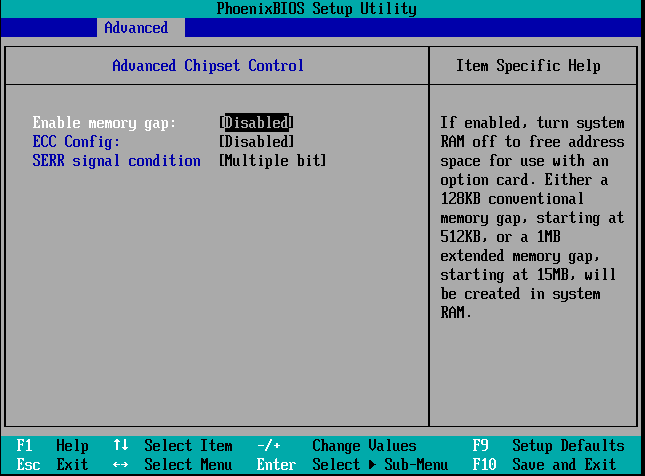 PhoenixBIOS Setup Utility
Advanced
Advanced Chipset Control
Item Specific Help
Enable memory gap: [Disabled]
ECC Config: [Disabled]
SERR signal condition [Multiple bit]
If enabled, turn system
RAM off to free address
space for use with an
option card. Either a
128KB conventional
memory gap, starting at
512KB, or a 1MB
extended memory gap,
starting at 15MB, will
be created in system
RAM.
F1 Help ↑↓ Select Item -/+ Change Values F9 Setup Defaults
Esc Exit ↔ Select Menu Enter Select ▶ Sub-Menu F10 Save and Exit